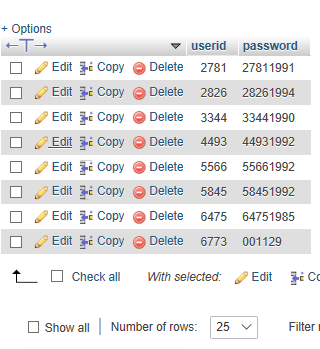 + Options
userid password
Edit Copy Delete 2781 27811991
Edit Copy Delete 2826 28261994
Edit Copy Delete 3344 33441990
Edit Copy Delete 4493 44931992
Edit Copy Delete 5566 55661992
Edit Copy Delete 5845 58451992
Edit Copy Delete 6475 64751985
Edit Copy Delete 6773 001129
Check all With selected: Edit Co
Show all Number of rows: 25 Filter